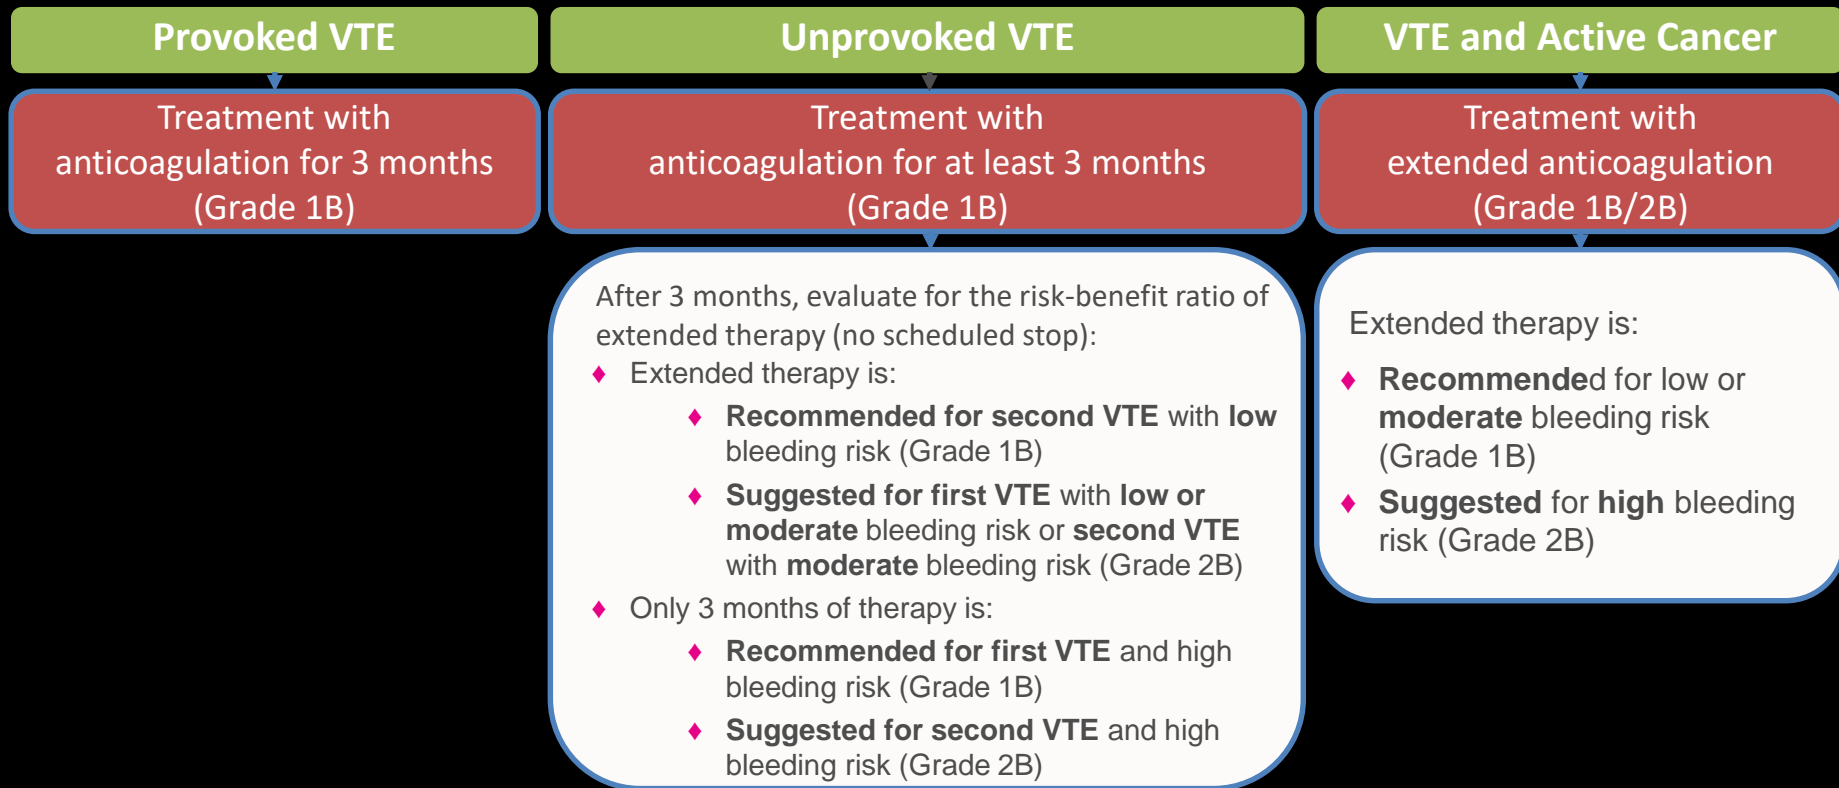 Provoked VTE
Treatment with
anticoagulation for 3 months
(Grade 1B)
Unprovoked VTE
Treatment with
anticoagulation for at least 3 months
(Grade 1B)
After 3 months, evaluate for the risk-benefit ratio of
extended therapy (no scheduled stop):
♦ Extended therapy is:
♦ Recommended for second VTE with low
bleeding risk (Grade 1B)
♦ Suggested for first VTE with low or
moderate bleeding risk or second VTE
with moderate bleeding risk (Grade 2B)
♦ Only 3 months of therapy is:
♦ Recommended for first VTE and high
bleeding risk (Grade 1B)
♦ Suggested for second VTE and high
bleeding risk (Grade 2B)
VTE and Active Cancer
Treatment with
extended anticoagulation
(Grade 1B/2B)
Extended therapy is:
♦ Recommended for low or
moderate bleeding risk
(Grade 1B)
♦ Suggested for high bleeding
risk (Grade 2B)